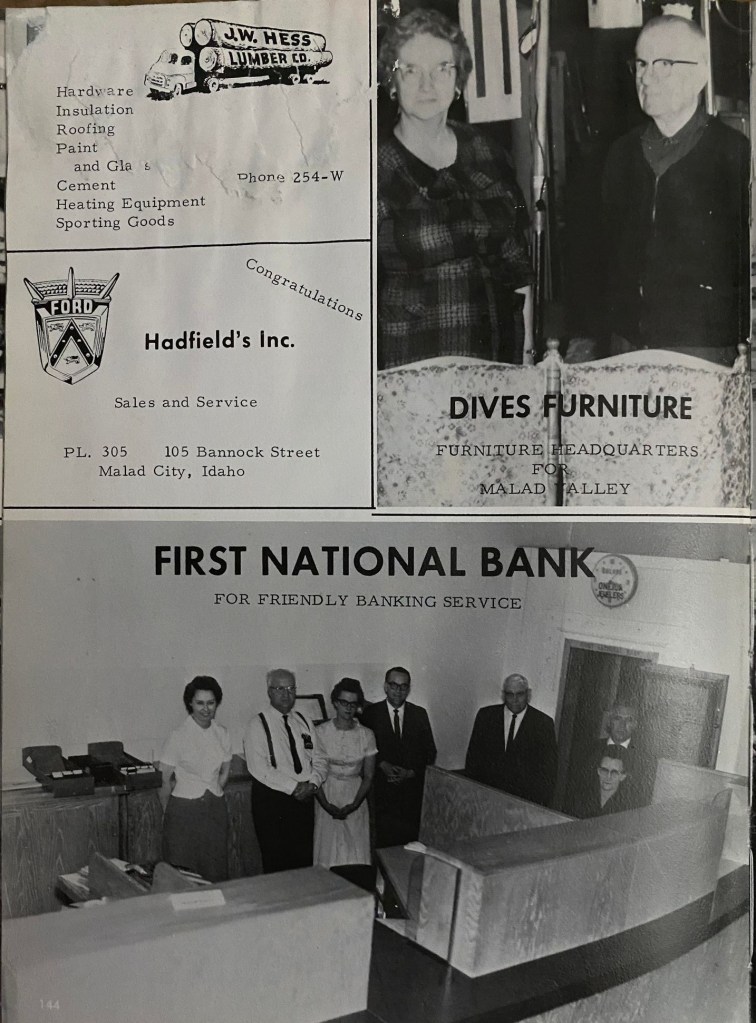 J.W. HESS
LUMBER CO.
Hardware
Insulation
Roofing
Paint
and Gla s
Cement
Heating Equipment
Sporting Goods
Phone 254-W
Congratulations
FORD
Hadfield's Inc.
Sales and Service
PL. 305 105 Bannock Street
Malad City, Idaho
DIVES FURNITURE
FURNITURE HEADQUARTERS
FOR
MALAD VALLEY
FIRST NATIONAL BANK
FOR FRIENDLY BANKING SERVICE
JEWELERS
144